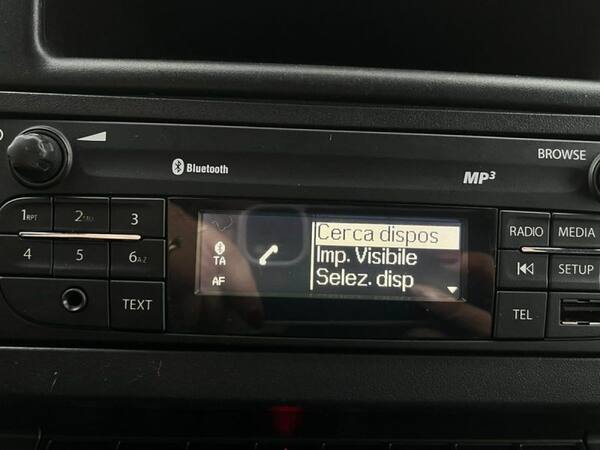 BROWSE
Bluetooth
MP3
1RPT
2
3
Cerca dispos
RADIO
MEDIA
TA
Imp. Visibile
4
5
6A-Z
AF
Selez. disp
SETUP
TEXT
TEL